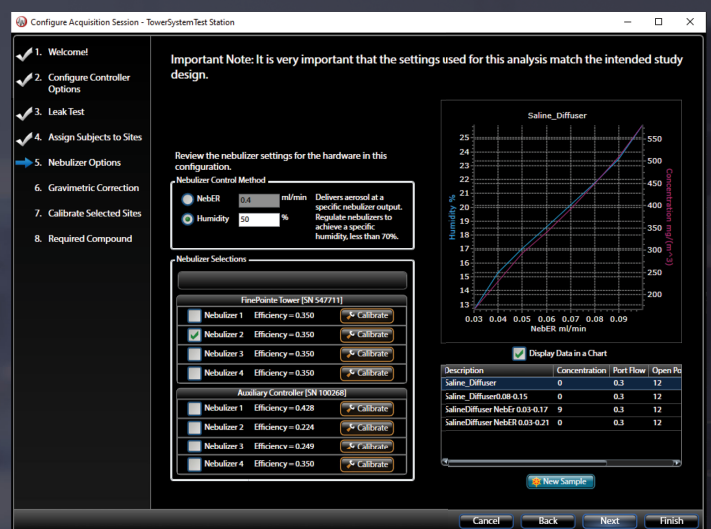 Configure Acquisition Session - TowerSystemTest Station
1. Welcome!
2. Configure Controller
Options
3. Leak Test
4. Assign Subjects to Sites
5. Nebulizer Options
6. Gravimetric Correction
7. Calibrate Selected Sites
8. Required Compound
Important Note: It is very important that the settings used for this analysis match the intended study
design.
Review the nebulizer settings for the hardware in this
configuration.
Nebulizer Control Method
NebER 0.4 ml/min Delivers aerosol at a
specific nebulizer output.
Humidity 50 % Regulate nebulizers to
achieve a specific
humidity, less than 70%.
Nebulizer Selections
FinePointe Tower [SN 547711]
Nebulizer 1 Efficiency = 0.350 Calibrate
Nebulizer 2 Efficiency = 0.350 Calibrate
Nebulizer 3 Efficiency = 0.350 Calibrate
Nebulizer 4 Efficiency = 0.350 Calibrate
Auxiliary Controller [SN 100268]
Nebulizer 1 Efficiency = 0.428 Calibrate
Nebulizer 2 Efficiency = 0.224 Calibrate
Nebulizer 3 Efficiency = 0.249 Calibrate
Nebulizer 4 Efficiency = 0.350 Calibrate
Saline_Diffuser
25
24
23
22
21
20
19
18
17
16
15
14
13
Humidity %
550
500
450
400
350
300
250
200
Concentration mg/(m^3)
0.03 0.04 0.05 0.06 0.07 0.08 0.09
NebER ml/min
Display Data in a Chart
Description Concentration Port Flow Open Po
Saline_Diffuser 0 0.3 12
Saline_Diffuser0.08-0.15 0 0.3 12
SalineDiffuser NebEr 0.03-0.17 9 0.3 12
SalineDiffuser NebER 0.03-0.21 0 0.3 12
New Sample
Cancel Back Next Finish